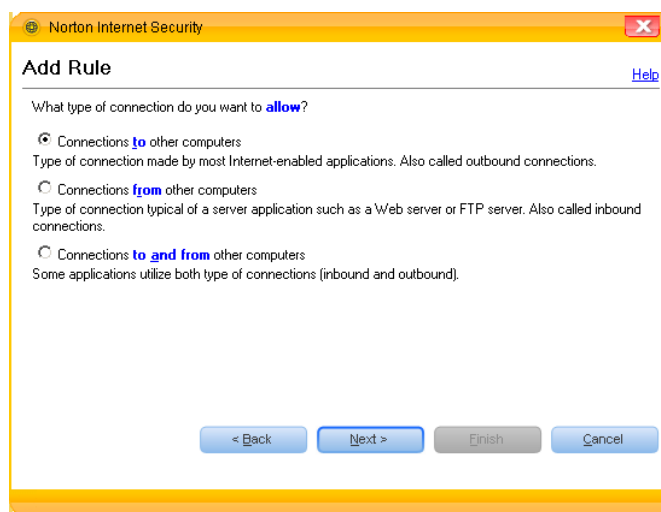 Norton Internet Security
Add Rule
Help
What type of connection do you want to allow?
Connections to other computers
Type of connection made by most Internet-enabled applications. Also called outbound connections.
Connections from other computers
Type of connection typical of a server application such as a Web server or FTP server. Also called inbound
connections.
Connections to and from other computers
Some applications utilize both type of connections (inbound and outbound).
< Back Next > Finish Cancel